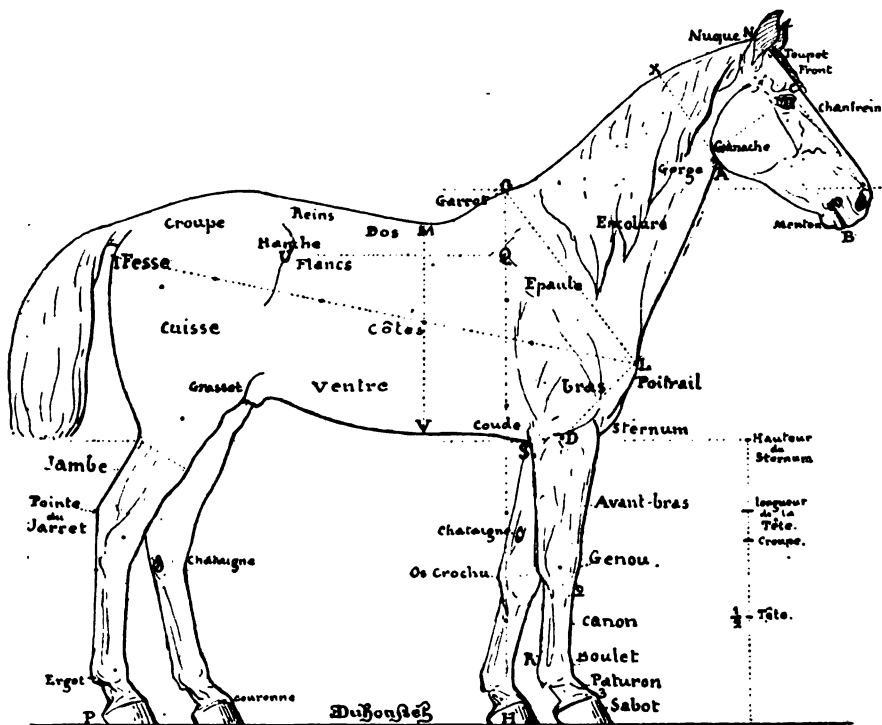 Nuque N
Toupet
Front
X
Chanfrein
Ganache
Gorge A
Garrot
Encolure
Menton B
Croupe
Reins
Dos M
Hanche
Flancs
Fesse
Epaule
Cuisse
Côtes
L
Grasset
Ventre
Bras
Poitrail
V
Coude
S D
Sternum
Hauteur
du
Sternum
Jambe
Pointe
du
Jarret
Avant-bras
longueur
de la
Tête.
Croupe.
Chataigne
Châtaigne
Genou.
Os Crochu
Canon
½ Tête.
R
Boulet
Ergot
Paturon
Couronne
3
Sabot
P
Duhousset
H